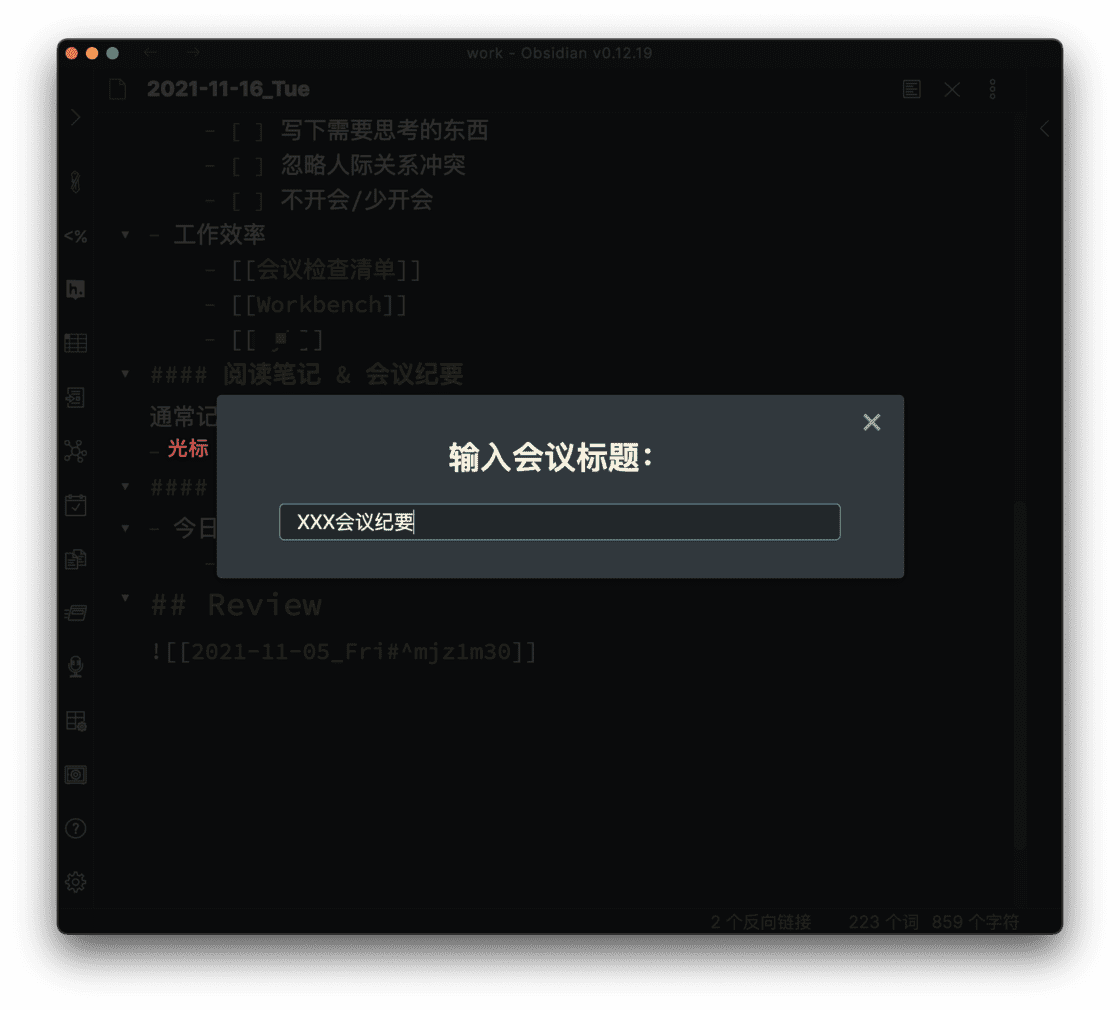 work - Obsidian v0.12.19
2021-11-16_Tue
- [ ] 写下需要思考的东西
- [ ] 忽略人际关系冲突
- [ ] 不开会/少开会
<%
- 工作效率
- [[会议检查清单]]
h.
- [[Workbench]]
- [[ ]]
#### 阅读笔记 & 会议纪要
通常记
- 光标
输入会议标题：
####
XXX会议纪要
- 今日
-
## Review
![[2021-11-05_Fri#^mjz1m30]]
2 个反向链接 223 个词 859 个字符